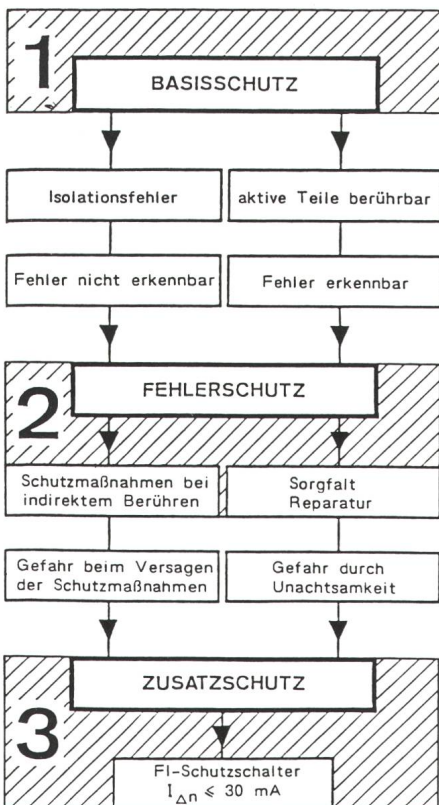 1
BASISSCHUTZ
Isolationsfehler
aktive Teile berührbar
Fehler nicht erkennbar
Fehler erkennbar
2
FEHLERSCHUTZ
Schutzmaßnahmen bei
indirektem Berühren
Sorgfalt
Reparatur
Gefahr beim Versagen
der Schutzmaßnahmen
Gefahr durch
Unachtsamkeit
3
ZUSATZSCHUTZ
FI-Schutzschalter
I Δn ≤ 30 mA